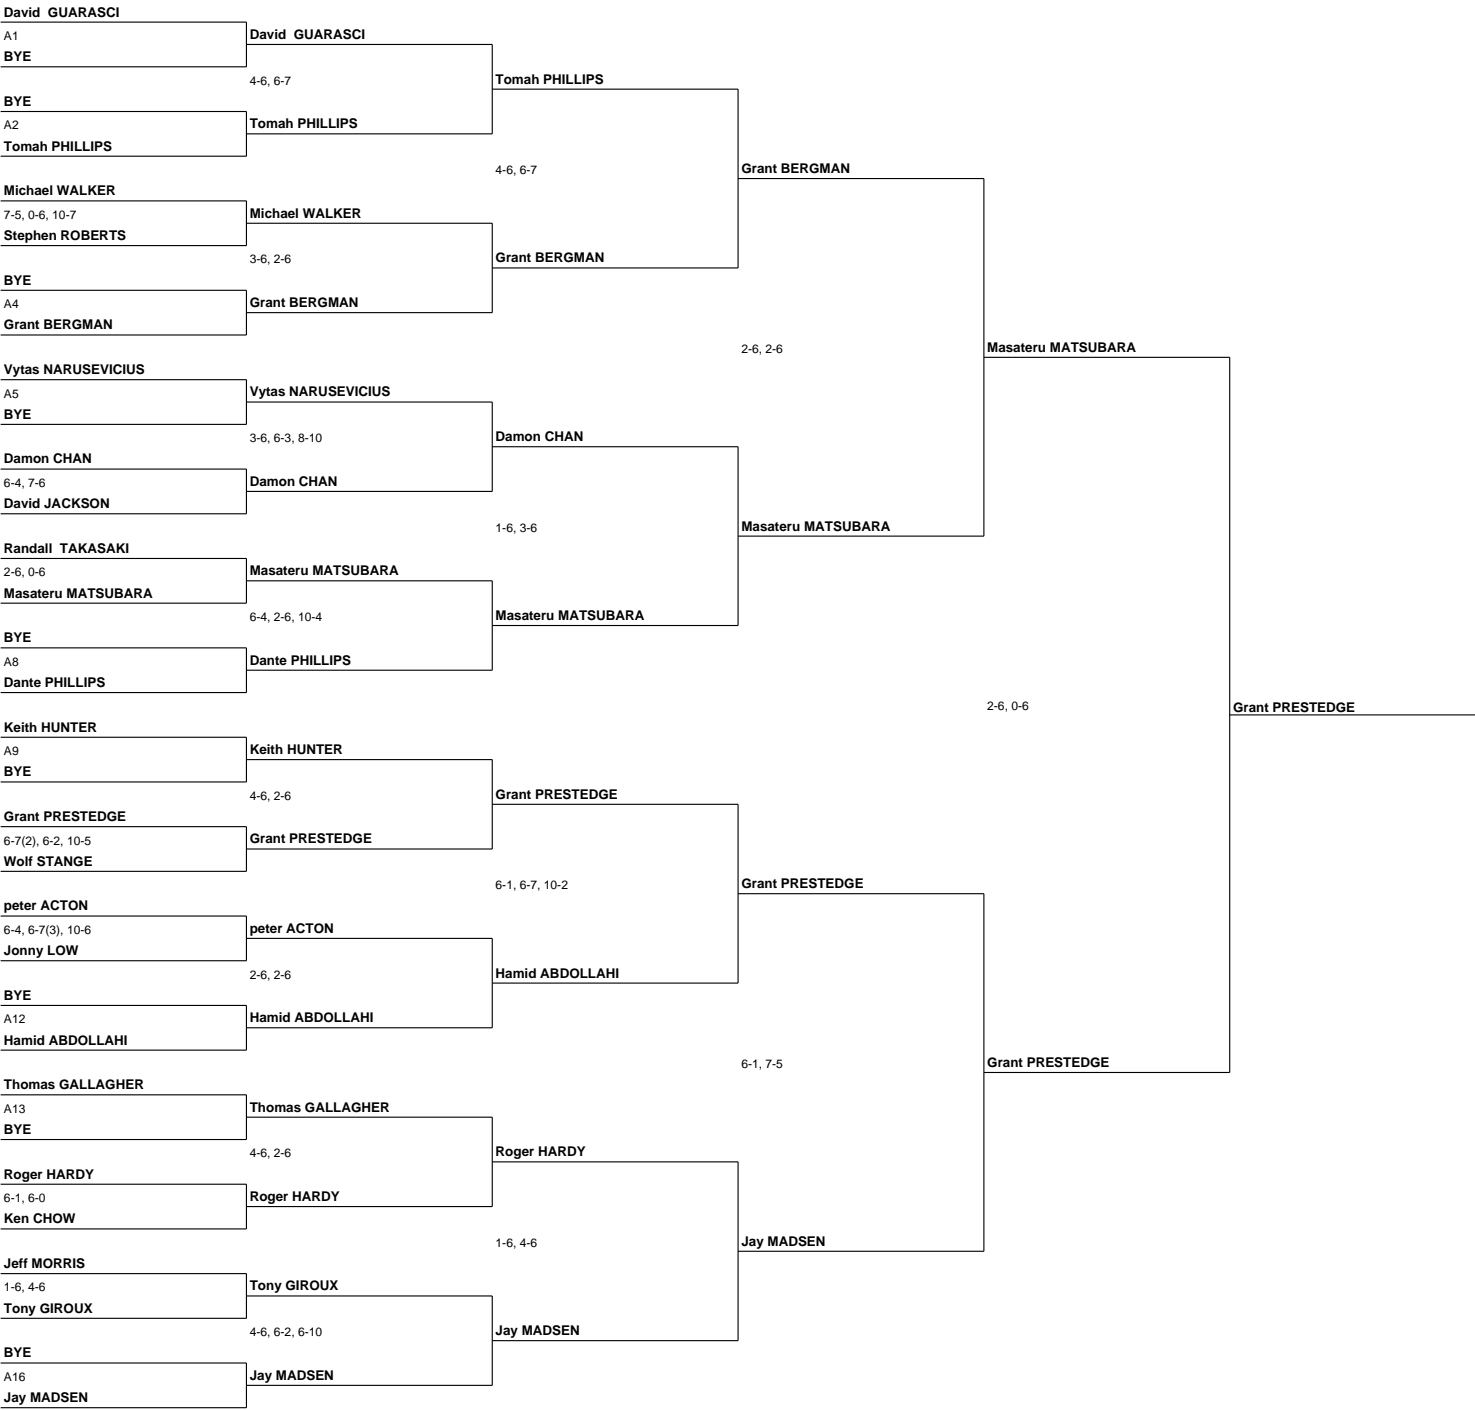 David  GUARASCI
A1
BYE
BYE
A2
Tomah PHILLIPS
Michael WALKER
7-5, 0-6, 10-7
Stephen ROBERTS
BYE
A4
Grant BERGMAN
Vytas NARUSEVICIUS
A5
BYE
Damon CHAN
6-4, 7-6
David JACKSON
Randall  TAKASAKI
2-6, 0-6
Masateru MATSUBARA
BYE
A8
Dante PHILLIPS
Keith HUNTER
A9
BYE
Grant PRESTEDGE
6-7(2), 6-2, 10-5
Wolf STANGE
peter ACTON
6-4, 6-7(3), 10-6
Jonny LOW
BYE
A12
Hamid ABDOLLAHI
Thomas GALLAGHER
A13
BYE
Roger HARDY
6-1, 6-0
Ken CHOW
Jeff MORRIS
1-6, 4-6
Tony GIROUX
BYE
A16
Jay MADSEN
David  GUARASCI
4-6, 6-7
Tomah PHILLIPS
Michael WALKER
3-6, 2-6
Grant BERGMAN
Vytas NARUSEVICIUS
3-6, 6-3, 8-10
Damon CHAN
Masateru MATSUBARA
6-4, 2-6, 10-4
Dante PHILLIPS
Keith HUNTER
4-6, 2-6
Grant PRESTEDGE
peter ACTON
2-6, 2-6
Hamid ABDOLLAHI
Thomas GALLAGHER
4-6, 2-6
Roger HARDY
Tony GIROUX
4-6, 6-2, 6-10
Jay MADSEN
Tomah PHILLIPS
4-6, 6-7
Grant BERGMAN
Damon CHAN
1-6, 3-6
Masateru MATSUBARA
Grant PRESTEDGE
6-1, 6-7, 10-2
Hamid ABDOLLAHI
Roger HARDY
1-6, 4-6
Jay MADSEN
Grant BERGMAN
2-6, 2-6
Masateru MATSUBARA
Grant PRESTEDGE
6-1, 7-5
Jay MADSEN
Masateru MATSUBARA
2-6, 0-6
Grant PRESTEDGE
Grant PRESTEDGE